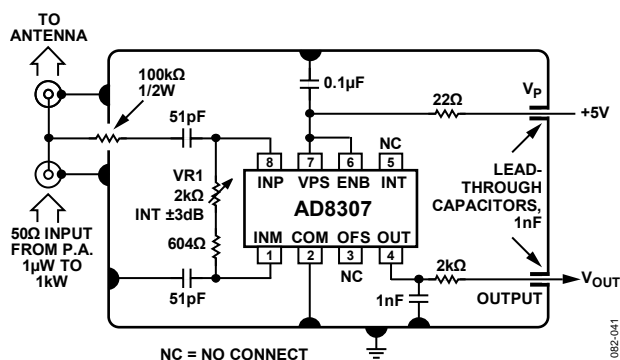 TO
ANTENNA
100kΩ
1/2W
51pF
0.1µF
VP
22Ω
+5V
NC
8
7
6
5
INP
VPS
ENB
INT
VR1
2kΩ
INT ±3dB
AD8307
LEAD-
THROUGH
CAPACITORS,
1nF
50Ω INPUT
FROM P.A.
1µW TO
1kW
604Ω
INM
COM
OFS
OUT
1
2
3
4
NC
51pF
2kΩ
VOUT
1nF
OUTPUT
NC = NO CONNECT
082-041